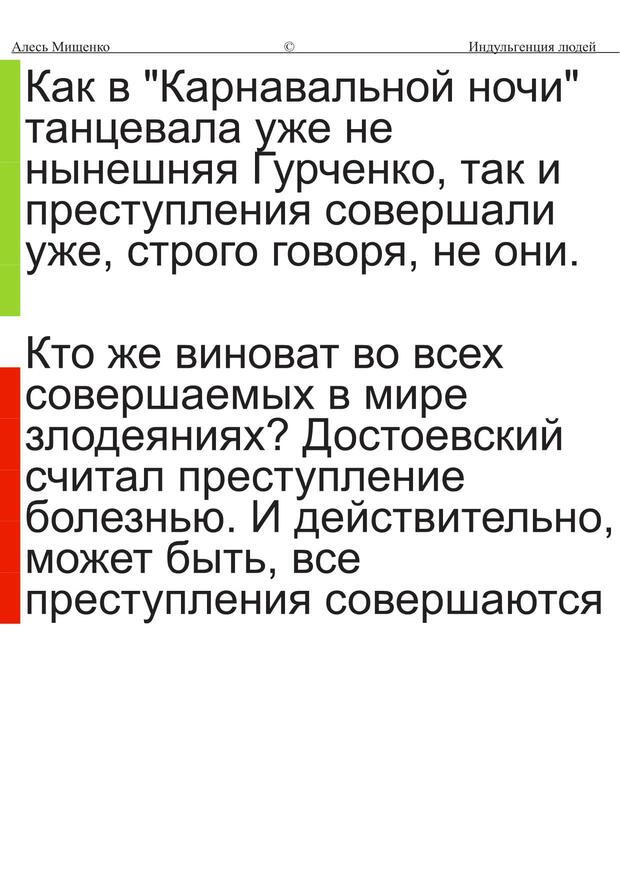 Алесь Мищенко © Индульгенция людей
Как в "Карнавальной ночи"
танцевала уже не
нынешняя Гурченко, так и
преступления совершали
уже, строго говоря, не они.
Кто же виноват во всех
совершаемых в мире
злодеяниях? Достоевский
считал преступление
болезнью. И действительно,
может быть, все
преступления совершаются